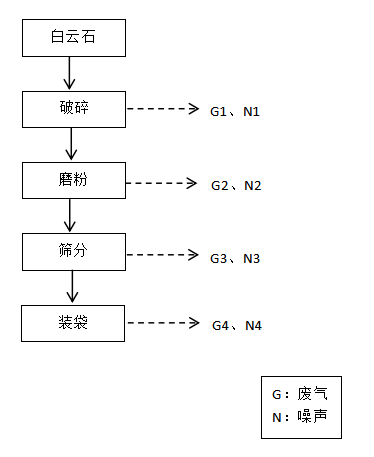 白云石
破碎
G1、N1
磨粉
G2、N2
筛分
G3、N3
装袋
G4、N4
G：废气
N：噪声